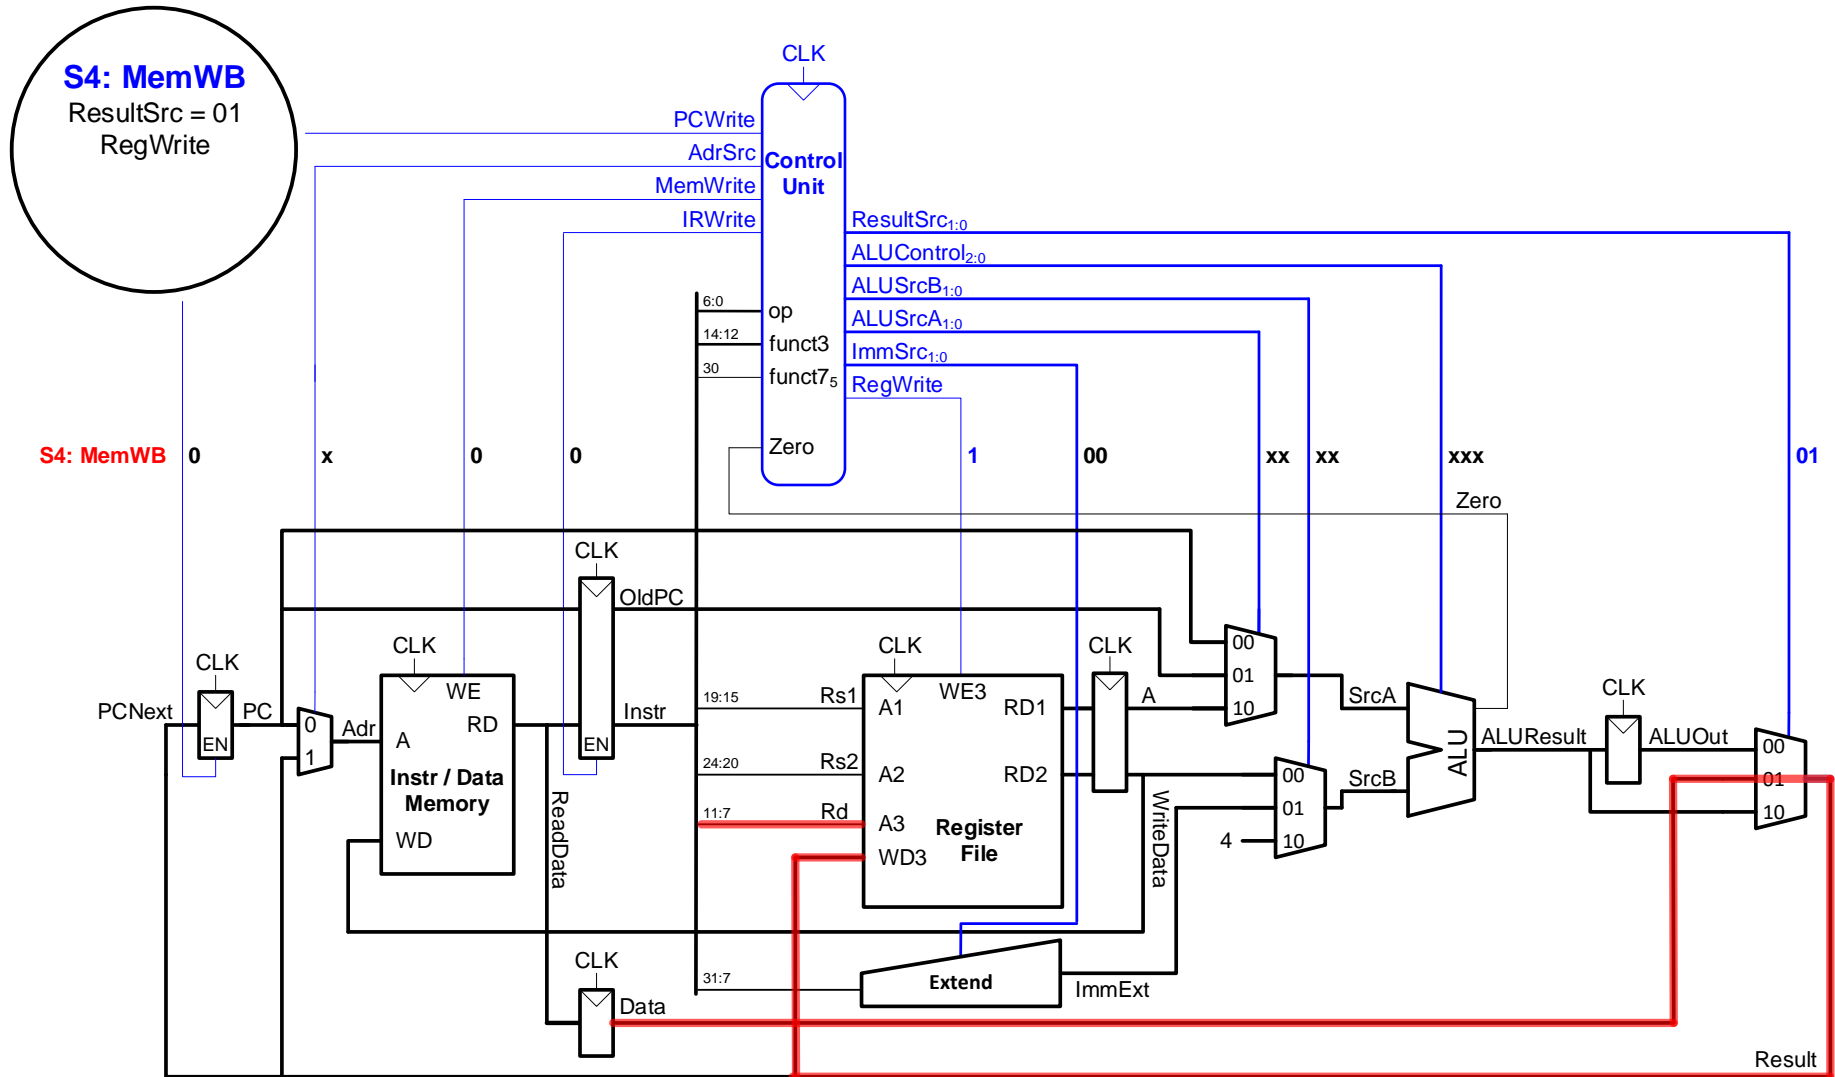 S4: MemWB
ResultSrc = 01
RegWrite
CLK
PCWrite
AdrSrc
MemWrite
IRWrite
Control
Unit
ResultSrc1:0
ALUControl2:0
ALUSrcB1:0
ALUSrcA1:0
ImmSrc1:0
RegWrite
6:0
op
14:12
funct3
30
funct75
Zero
S4: MemWB
0
x
0
0
1
00
xx
xx
xxx
01
Zero
CLK
OldPC
CLK
PCNext
EN
PC
0
1
Adr
CLK
WE
A
RD
Instr / Data
Memory
WD
EN
Instr
ReadData
19:15
Rs1
24:20
Rs2
11:7
Rd
CLK
WE3
A1
RD1
A2
RD2
A3
WD3
Register
File
CLK
A
WriteData
00
01
10
SrcA
00
01
10
4
SrcB
ALU
ALUResult
CLK
ALUOut
00
01
10
31:7
Extend
ImmExt
CLK
Data
Result